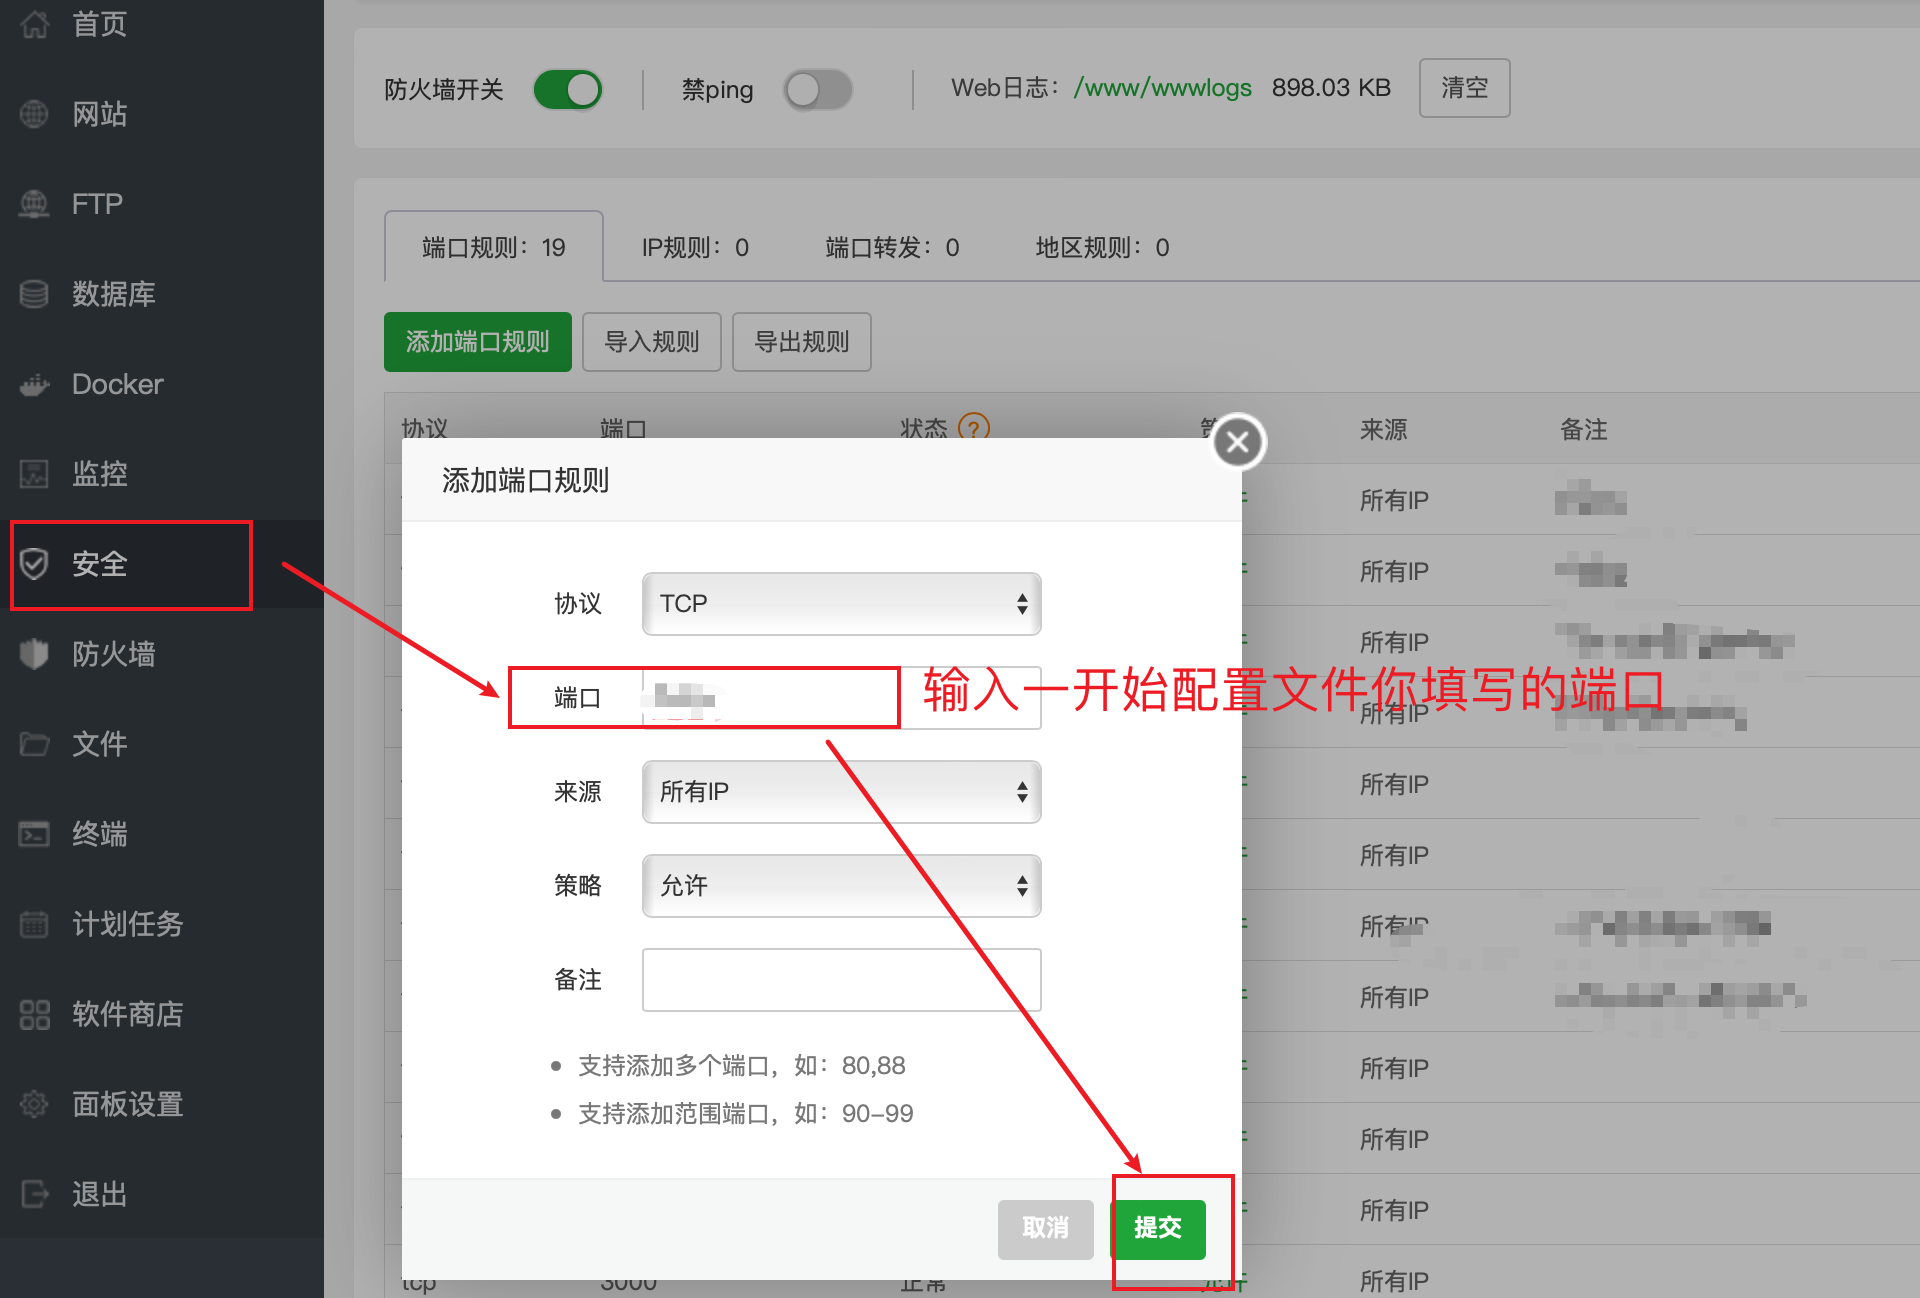 首页
网站
FTP
数据库
Docker
监控
安全
防火墙
文件
终端
计划任务
软件商店
面板设置
退出
防火墙开关
禁ping
Web日志：/www/wwwlogs 898.03 KB
清空
端口规则：19
IP规则：0
端口转发：0
地区规则：0
添加端口规则
导入规则
导出规则
协议
端口
状态
?
来源
备注
添加端口规则
协议
TCP
端口
输入一开始配置文件你填写的端口
来源
所有IP
策略
允许
备注
支持添加多个端口，如：80,88
支持添加范围端口，如：90-99
取消
提交
所有IP
所有IP
所有IP
所有IP
所有IP
所有IP
所有IP
所有IP
所有IP
所有IP
所有IP
tcp
3000
正常
允许
所有IP